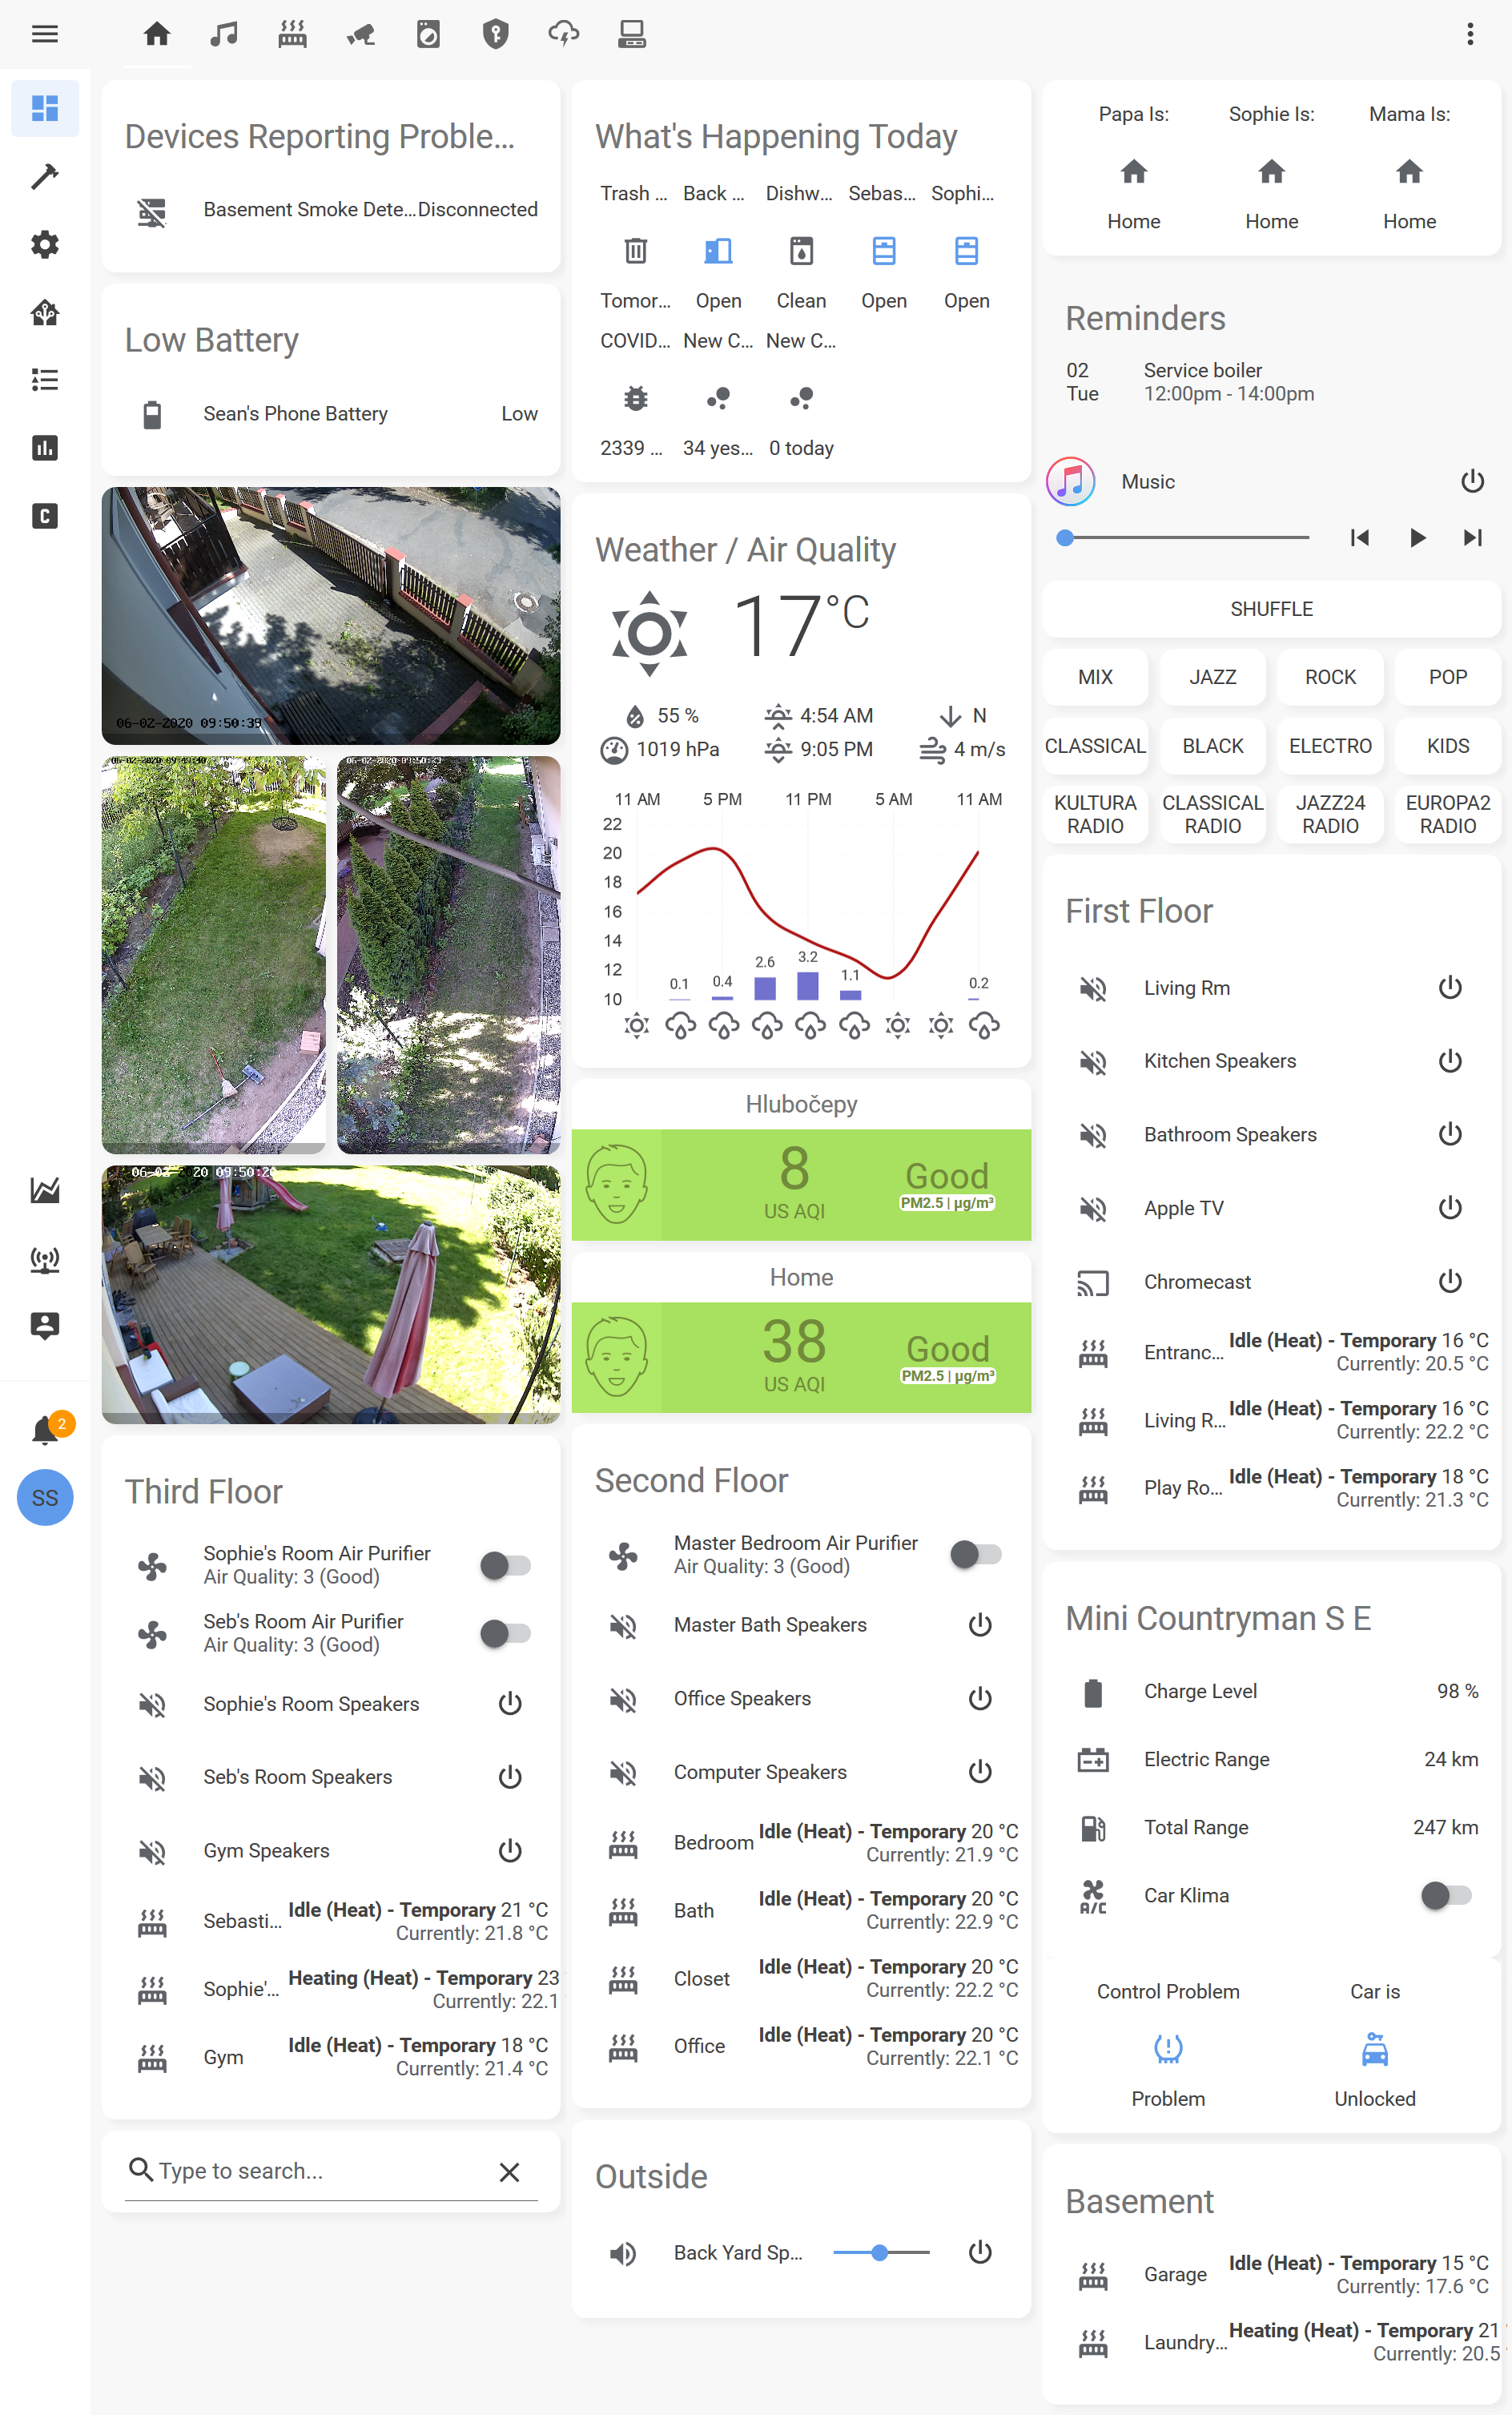 Devices Reporting Proble...
Basement Smoke Dete... Disconnected
Low Battery
Sean's Phone Battery Low
06-02-2020 09:50:39
06-02-2020
06-02-2020 09:50:23
06-02- 20 09:50:20
Third Floor
Sophie's Room Air Purifier
Air Quality: 3 (Good)
Seb's Room Air Purifier
Air Quality: 3 (Good)
Sophie's Room Speakers
Seb's Room Speakers
Gym Speakers
Sebasti... Idle (Heat) - Temporary 21 °C
Currently: 21.8 °C
Sophie'... Heating (Heat) - Temporary 23
Currently: 22.1
Gym Idle (Heat) - Temporary 18 °C
Currently: 21.4 °C
Type to search...
What's Happening Today
Trash ... Back ... Dishw... Sebas... Sophi...
Tomor... Open Clean Open Open
COVID... New C... New C...
2339 ... 34 yes... 0 today
Weather / Air Quality
17 °C
55 % 4:54 AM N
1019 hPa 9:05 PM 4 m/s
11 AM 5 PM 11 PM 5 AM 11 AM
22
20
18
16
14
12
10
0.1 0.4 2.6 3.2 1.1 0.2
Hlubočepy
8
US AQI
Good
PM2.5 | µg/m³
Home
38
US AQI
Good
PM2.5 | µg/m³
Second Floor
Master Bedroom Air Purifier
Air Quality: 3 (Good)
Master Bath Speakers
Office Speakers
Computer Speakers
Bedroom Idle (Heat) - Temporary 20 °C
Currently: 21.9 °C
Bath Idle (Heat) - Temporary 20 °C
Currently: 22.9 °C
Closet Idle (Heat) - Temporary 20 °C
Currently: 22.2 °C
Office Idle (Heat) - Temporary 20 °C
Currently: 22.1 °C
Outside
Back Yard Sp...
Papa Is: Sophie Is: Mama Is:
Home Home Home
Reminders
02 Service boiler
Tue 12:00pm - 14:00pm
Music
SHUFFLE
MIX JAZZ ROCK POP
CLASSICAL BLACK ELECTRO KIDS
KULTURA RADIO CLASSICAL RADIO JAZZ24 RADIO EUROPA2 RADIO
First Floor
Living Rm
Kitchen Speakers
Bathroom Speakers
Apple TV
Chromecast
Entranc... Idle (Heat) - Temporary 16 °C
Currently: 20.5 °C
Living R... Idle (Heat) - Temporary 16 °C
Currently: 22.2 °C
Play Ro... Idle (Heat) - Temporary 18 °C
Currently: 21.3 °C
Mini Countryman S E
Charge Level 98 %
Electric Range 24 km
Total Range 247 km
A/C Car Klima
Control Problem Car is
Problem Unlocked
Basement
Garage Idle (Heat) - Temporary 15 °C
Currently: 17.6 °C
Laundry... Heating (Heat) - Temporary 21
Currently: 20.5
C
2
SS